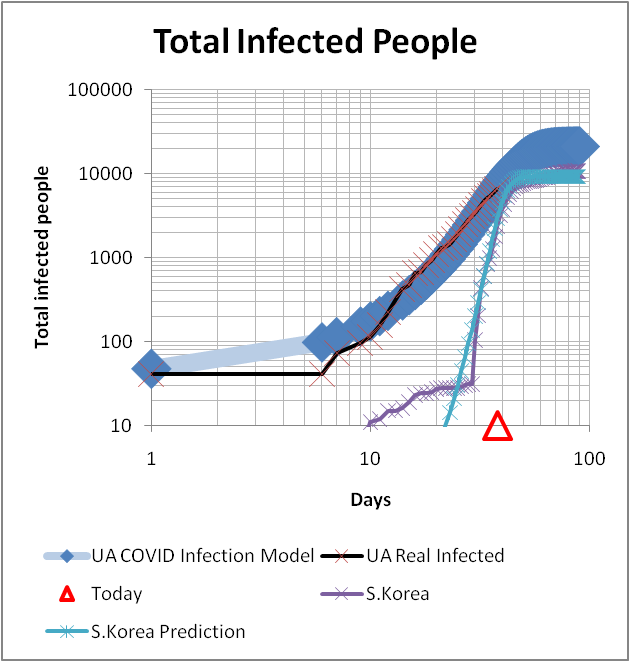 Total Infected People
100000
10000
1000
100
10
Total infected people
1 10 100
Days
UA COVID Infection Model UA Real Infected
Today S.Korea
S.Korea Prediction